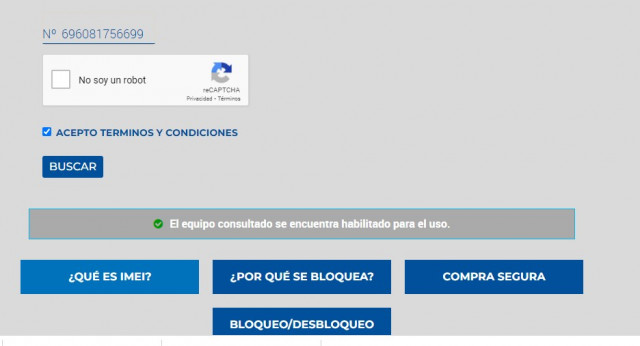 Nº 696081756699
No soy un robot
reCAPTCHA
Privacidad - Términos
ACEPTO TERMINOS Y CONDICIONES
BUSCAR
El equipo consultado se encuentra habilitado para el uso.
¿QUÉ ES IMEI?
¿POR QUÉ SE BLOQUEA?
COMPRA SEGURA
BLOQUEO/DESBLOQUEO